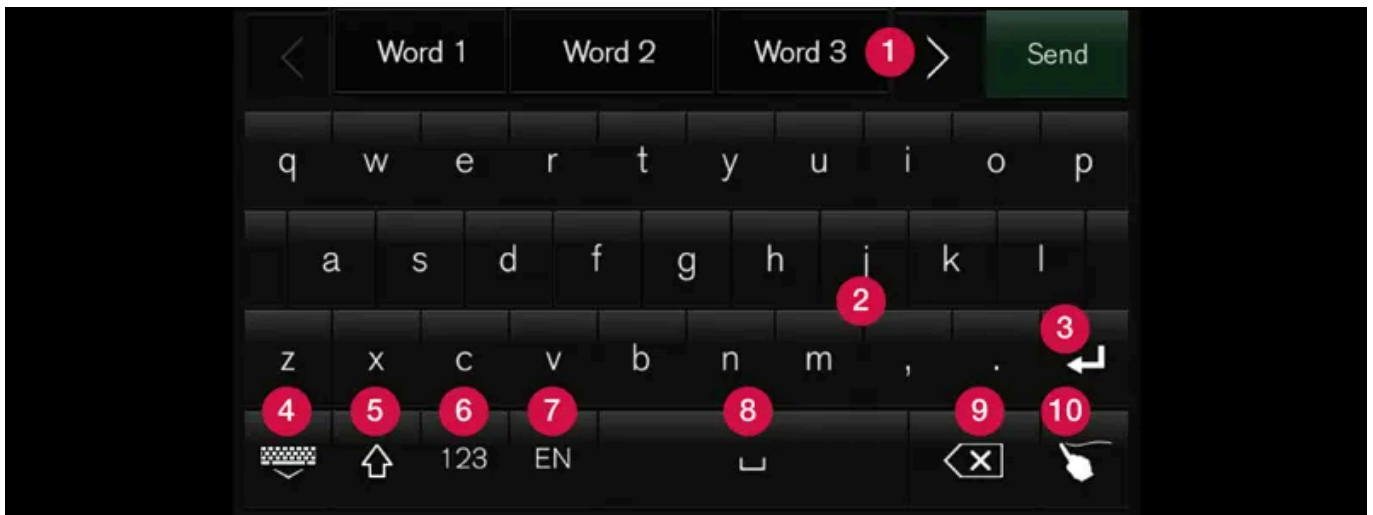 Word 1 Word 2 Word 3 1 Send
q w e r t y u i o p
a s d f g h j k l
2
3
z x c v b n m , .
4 5 6 7 8 9 10
123 EN